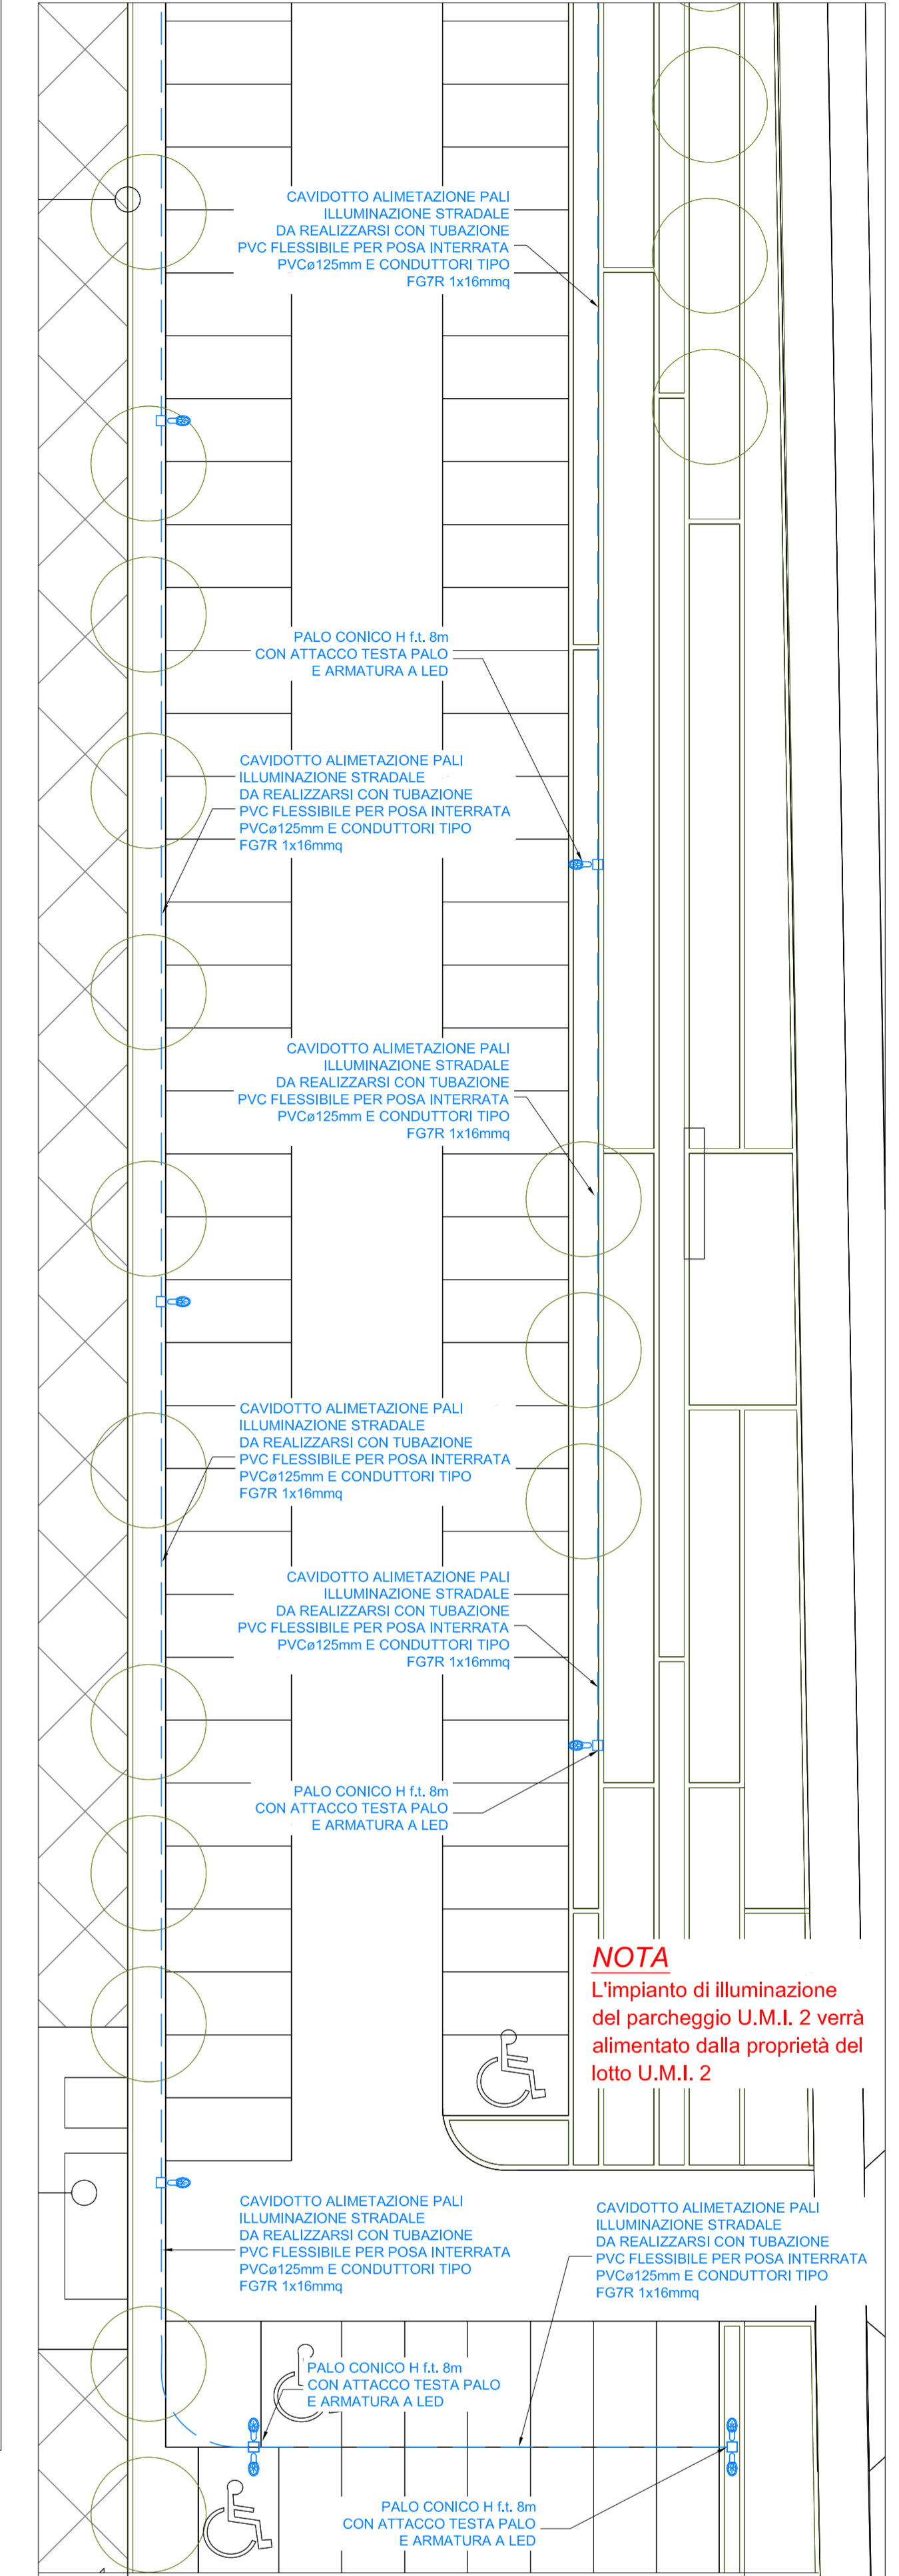 CAVIDOTTO ALIMETAZIONE PALI
ILLUMINAZIONE STRADALE
DA REALIZZARSI CON TUBAZIONE
PVC FLESSIBILE PER POSA INTERRATA
PVCø125mm E CONDUTTORI TIPO
FG7R 1x16mmq
PALO CONICO H f.t. 8m
CON ATTACCO TESTA PALO
E ARMATURA A LED
CAVIDOTTO ALIMETAZIONE PALI
ILLUMINAZIONE STRADALE
DA REALIZZARSI CON TUBAZIONE
PVC FLESSIBILE PER POSA INTERRATA
PVCø125mm E CONDUTTORI TIPO
FG7R 1x16mmq
CAVIDOTTO ALIMETAZIONE PALI
ILLUMINAZIONE STRADALE
DA REALIZZARSI CON TUBAZIONE
PVC FLESSIBILE PER POSA INTERRATA
PVCø125mm E CONDUTTORI TIPO
FG7R 1x16mmq
CAVIDOTTO ALIMETAZIONE PALI
ILLUMINAZIONE STRADALE
DA REALIZZARSI CON TUBAZIONE
PVC FLESSIBILE PER POSA INTERRATA
PVCø125mm E CONDUTTORI TIPO
FG7R 1x16mmq
CAVIDOTTO ALIMETAZIONE PALI
ILLUMINAZIONE STRADALE
DA REALIZZARSI CON TUBAZIONE
PVC FLESSIBILE PER POSA INTERRATA
PVCø125mm E CONDUTTORI TIPO
FG7R 1x16mmq
PALO CONICO H f.t. 8m
CON ATTACCO TESTA PALO
E ARMATURA A LED
NOTA
L'impianto di illuminazione
del parcheggio U.M.I. 2 verrà
alimentato dalla proprietà del
lotto U.M.I. 2
CAVIDOTTO ALIMETAZIONE PALI
ILLUMINAZIONE STRADALE
DA REALIZZARSI CON TUBAZIONE
PVC FLESSIBILE PER POSA INTERRATA
PVCø125mm E CONDUTTORI TIPO
FG7R 1x16mmq
CAVIDOTTO ALIMETAZIONE PALI
ILLUMINAZIONE STRADALE
DA REALIZZARSI CON TUBAZIONE
PVC FLESSIBILE PER POSA INTERRATA
PVCø125mm E CONDUTTORI TIPO
FG7R 1x16mmq
PALO CONICO H f.t. 8m
CON ATTACCO TESTA PALO
E ARMATURA A LED
PALO CONICO H f.t. 8m
CON ATTACCO TESTA PALO
E ARMATURA A LED